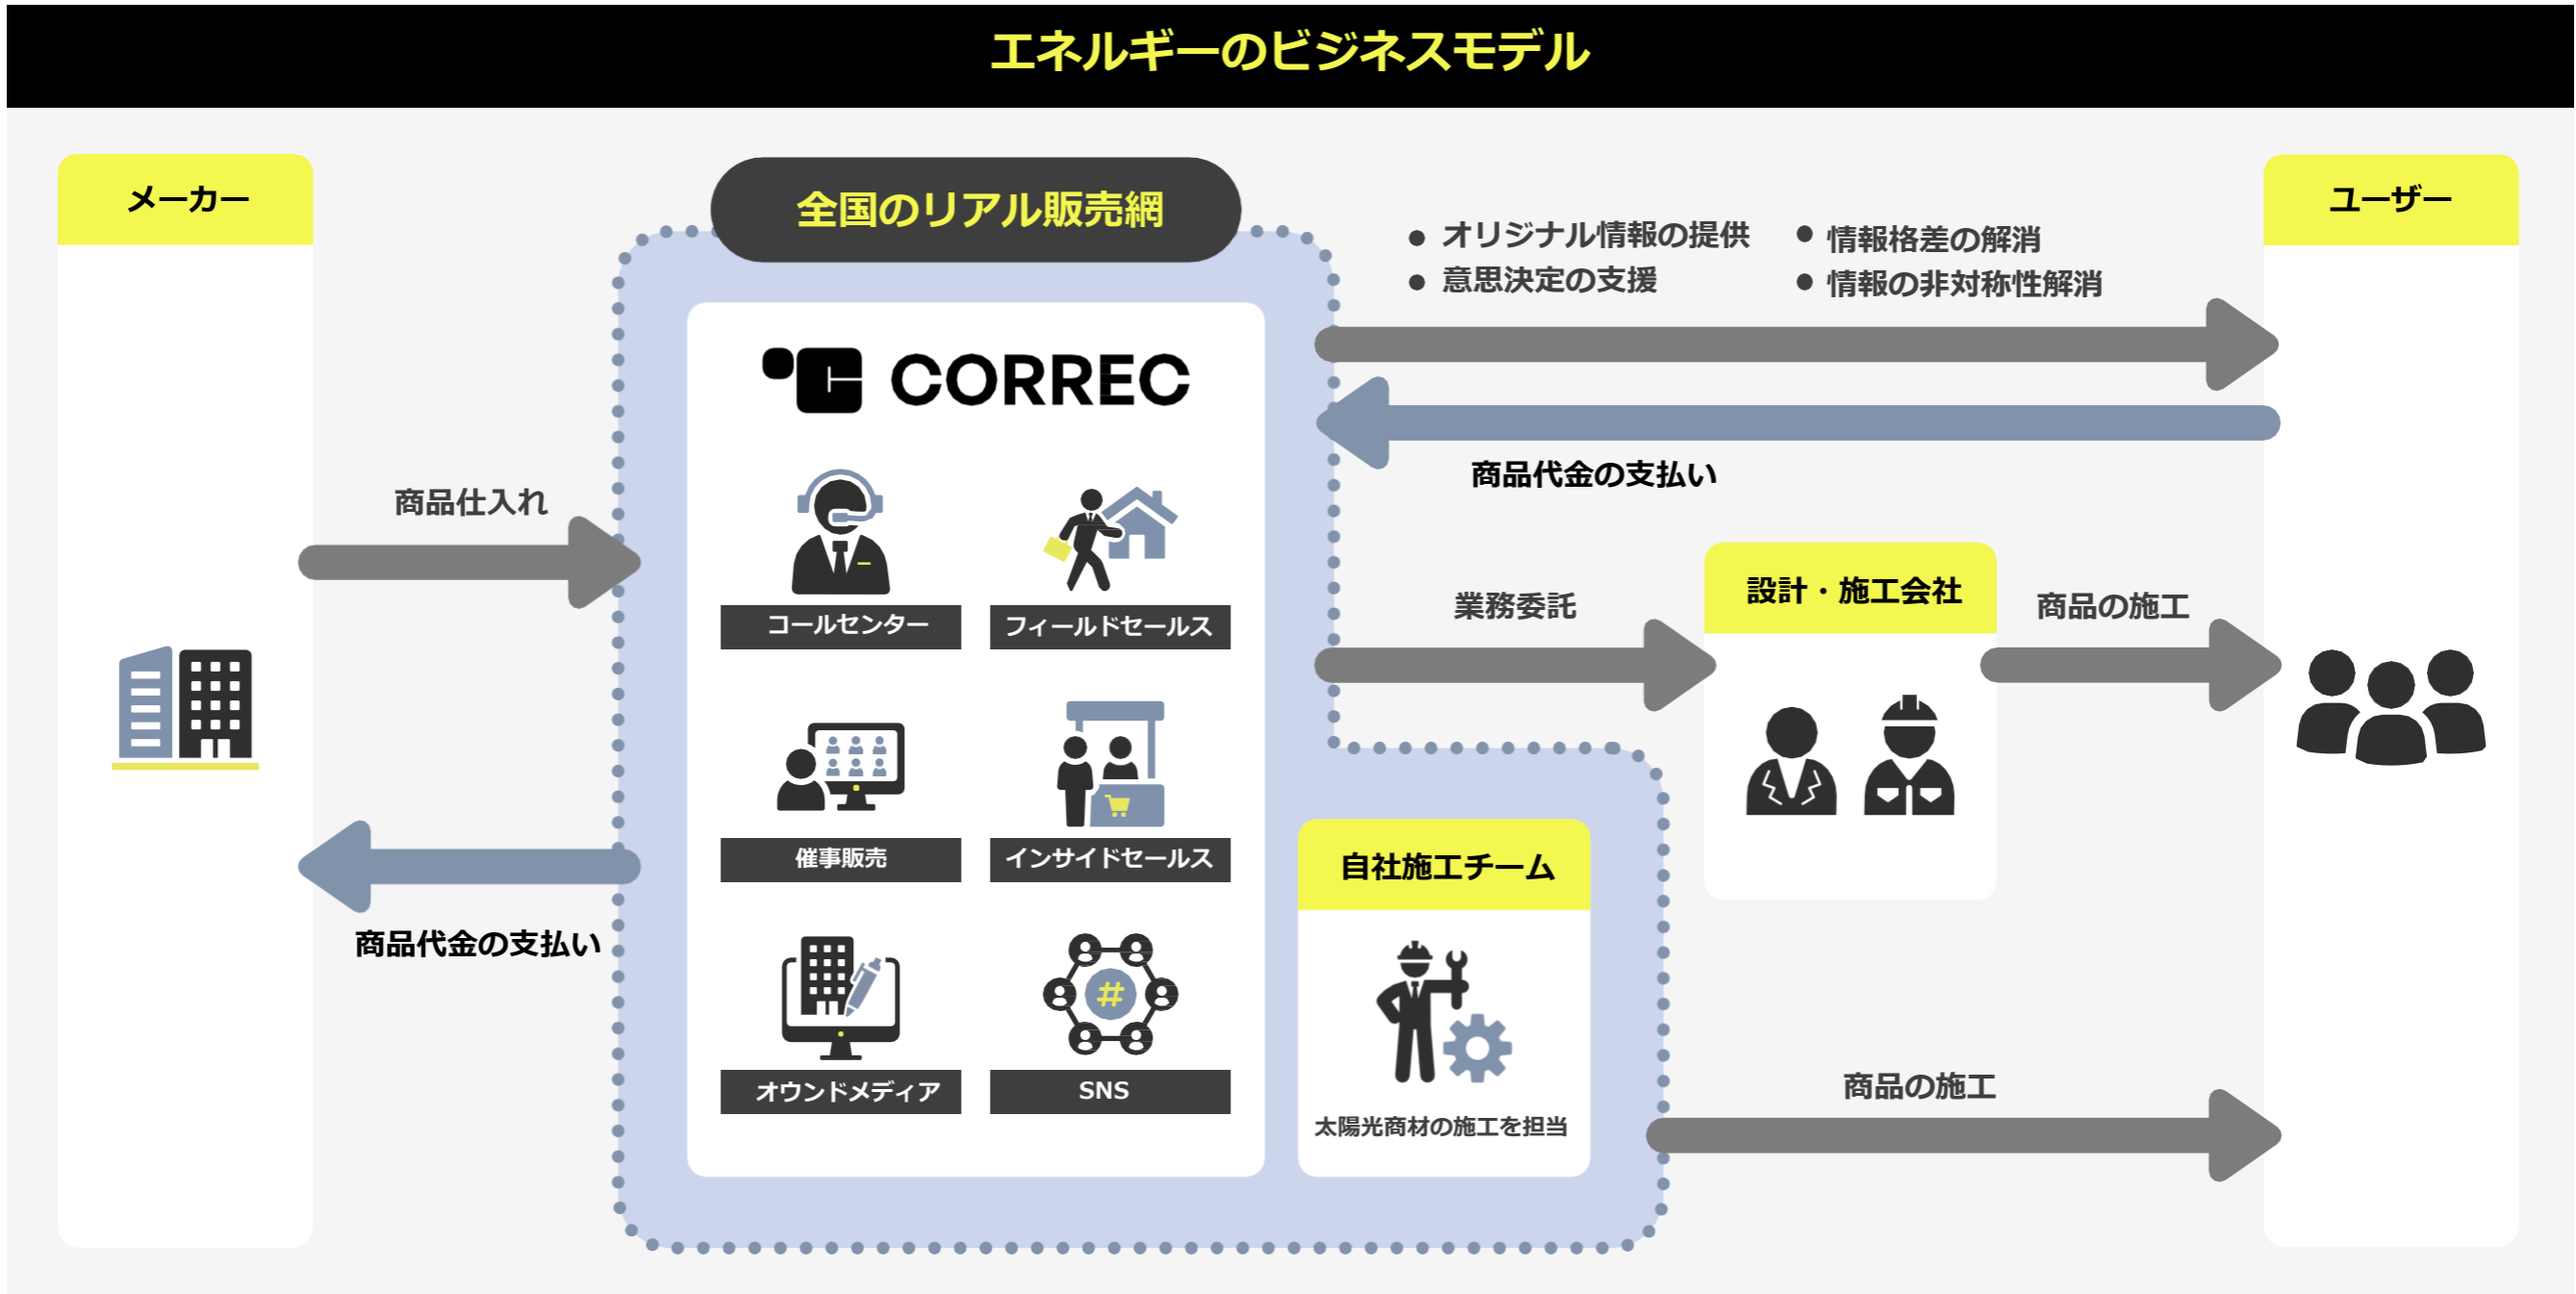 エネルギーのビジネスモデル
メーカー
全国のリアル販売網
ユーザー
オリジナル情報の提供
意思決定の支援
情報格差の解消
情報の非対称性解消
CORREC
商品代金の支払い
商品仕入れ
コールセンター
フィールドセールス
業務委託
設計・施工会社
商品の施工
催事販売
インサイドセールス
自社施工チーム
商品代金の支払い
オウンドメディア
SNS
太陽光商材の施工を担当
商品の施工